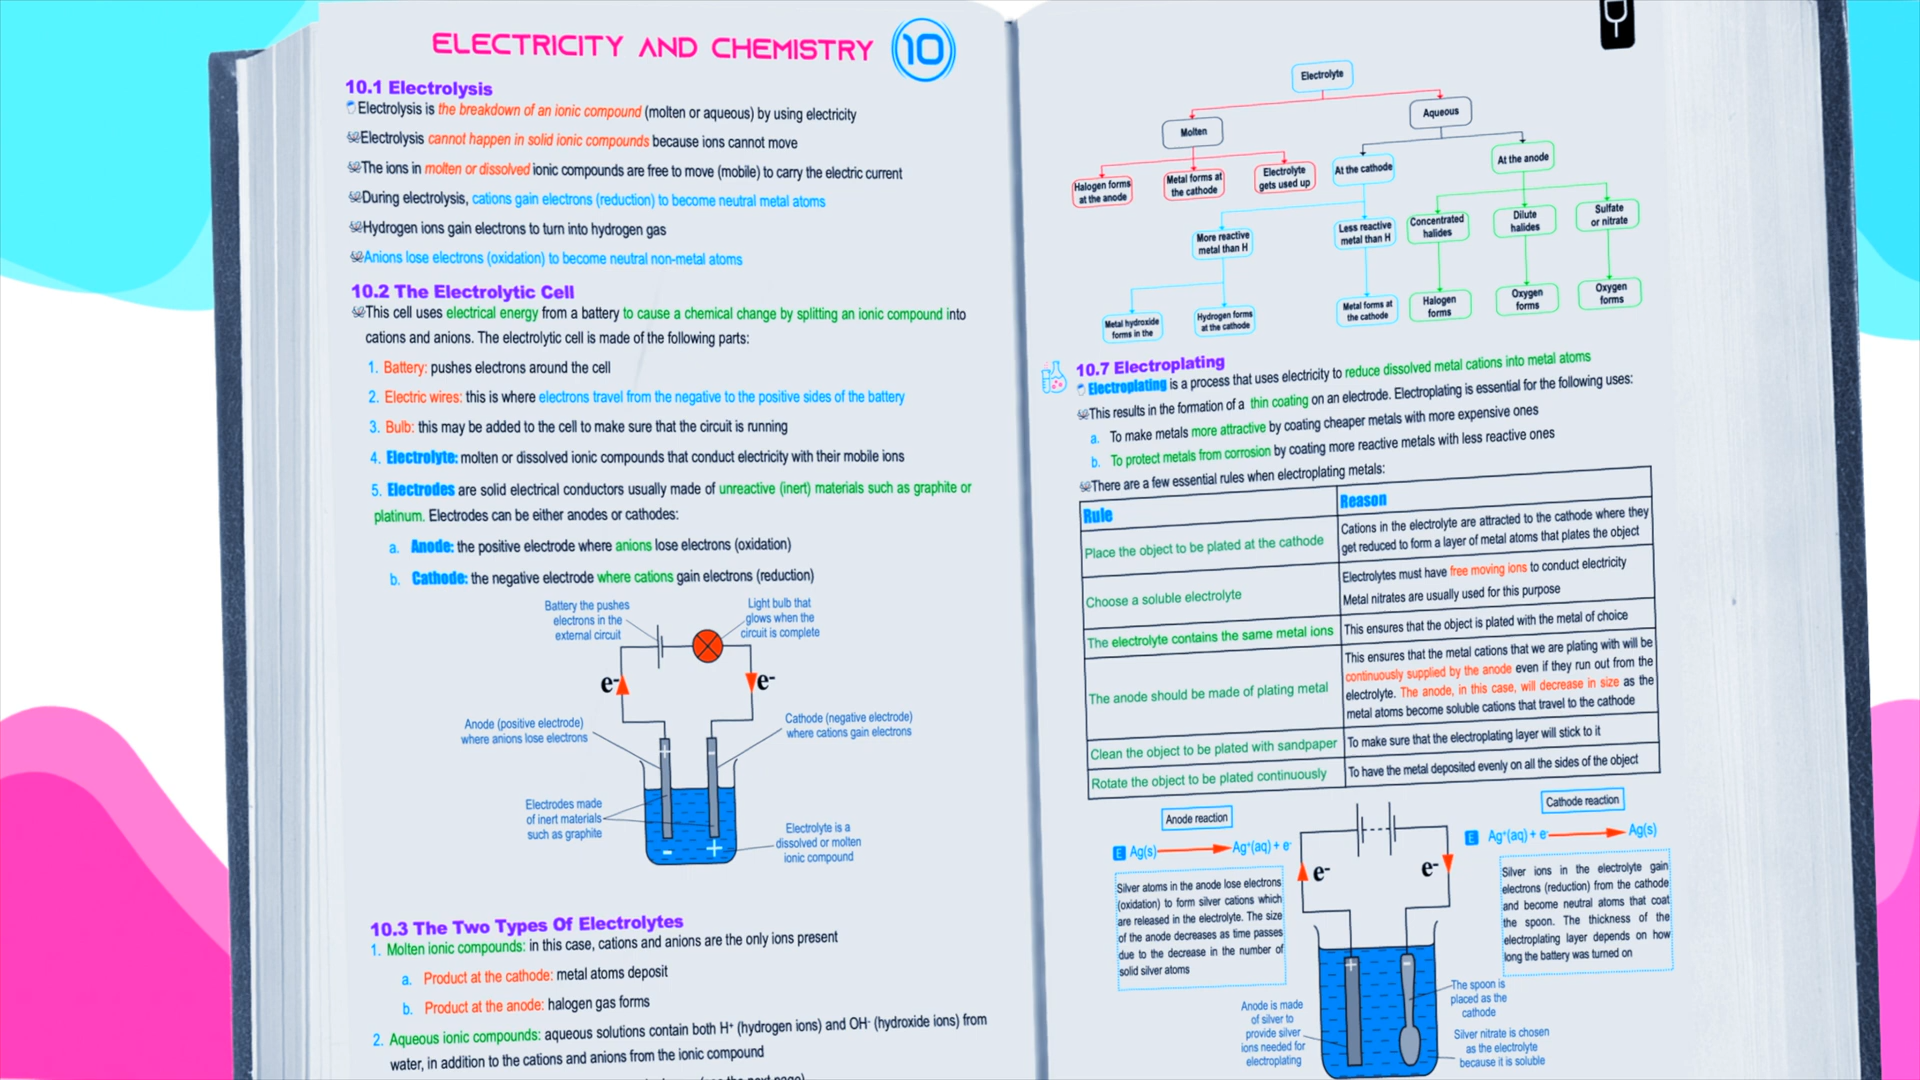 ELECTRICITY AND CHEMISTRY 10
10.1 Electrolysis
Electrolysis is the breakdown of an ionic compound (molten or aqueous) by using electricity
Electrolysis cannot happen in solid ionic compounds because ions cannot move
The ions in molten or dissolved ionic compounds are free to move (mobile) to carry the electric current
During electrolysis, cations gain electrons (reduction) to become neutral metal atoms
Hydrogen ions gain electrons to turn into hydrogen gas
Anions lose electrons (oxidation) to become neutral non-metal atoms
10.2 The Electrolytic Cell
This cell uses electrical energy from a battery to cause a chemical change by splitting an ionic compound into
cations and anions. The electrolytic cell is made of the following parts:
1. Battery: pushes electrons around the cell
2. Electric wires: this is where electrons travel from the negative to the positive sides of the battery
3. Bulb: this may be added to the cell to make sure that the circuit is running
4. Electrolyte: molten or dissolved ionic compounds that conduct electricity with their mobile ions
5. Electrodes are solid electrical conductors usually made of unreactive (inert) materials such as graphite or
platinum. Electrodes can be either anodes or cathodes:
a. Anode: the positive electrode where anions lose electrons (oxidation)
b. Cathode: the negative electrode where cations gain electrons (reduction)
Battery the pushes
electrons in the
external circuit
Light bulb that
glows when the
circuit is complete
e-
e-
Anode (positive electrode)
where anions lose electrons
Cathode (negative electrode)
where cations gain electrons
+
-
Electrodes made
of inert materials
such as graphite
-
+
Electrolyte is a
dissolved or molten
ionic compound
10.3 The Two Types Of Electrolytes
1. Molten ionic compounds: in this case, cations and anions are the only ions present
a. Product at the cathode: metal atoms deposit
b. Product at the anode: halogen gas forms
2. Aqueous ionic compounds: aqueous solutions contain both H+ (hydrogen ions) and OH- (hydroxide ions) from
water, in addition to the cations and anions from the ionic compound
the next page)
Electrolyte
Molten
Aqueous
Halogen forms
at the anode
Metal forms at
the cathode
Electrolyte
gets used up
At the cathode
At the anode
More reactive
metal than H
Less reactive
metal than H
Concentrated
halides
Dilute
halides
Sulfate
or nitrate
Metal hydroxide
forms in the
Hydrogen forms
at the cathode
Metal forms at
the cathode
Halogen
forms
Oxygen
forms
Oxygen
forms
10.7 Electroplating
Electroplating is a process that uses electricity to reduce dissolved metal cations into metal atoms
This results in the formation of a thin coating on an electrode. Electroplating is essential for the following uses:
a. To make metals more attractive by coating cheaper metals with more expensive ones
b. To protect metals from corrosion by coating more reactive metals with less reactive ones
There are a few essential rules when electroplating metals:
Rule Reason
Place the object to be plated at the cathode
Cations in the electrolyte are attracted to the cathode where they
get reduced to form a layer of metal atoms that plates the object
Choose a soluble electrolyte
Electrolytes must have free moving ions to conduct electricity
Metal nitrates are usually used for this purpose
The electrolyte contains the same metal ions
This ensures that the object is plated with the metal of choice
The anode should be made of plating metal
This ensures that the metal cations that we are plating with will be
continuously supplied by the anode even if they run out from the
electrolyte. The anode, in this case, will decrease in size as the
metal atoms become soluble cations that travel to the cathode
Clean the object to be plated with sandpaper
To make sure that the electroplating layer will stick to it
Rotate the object to be plated continuously
To have the metal deposited evenly on all the sides of the object
Anode reaction
E Ag(s) Ag+(aq) + e-
Silver atoms in the anode lose electrons
(oxidation) to form silver cations which
are released in the electrolyte. The size
of the anode decreases as time passes
due to the decrease in the number of
solid silver atoms
e-
e-
Cathode reaction
E Ag+(aq) + e- Ag(s)
Silver ions in the electrolyte gain
electrons (reduction) from the cathode
and become neutral atoms that coat
the spoon. The thickness of the
electroplating layer depends on how
long the battery was turned on
+
-
Anode is made
of silver to
provide silver
ions needed for
electroplating
The spoon is
placed as the
cathode
Silver nitrate is chosen
as the electrolyte
because it is soluble